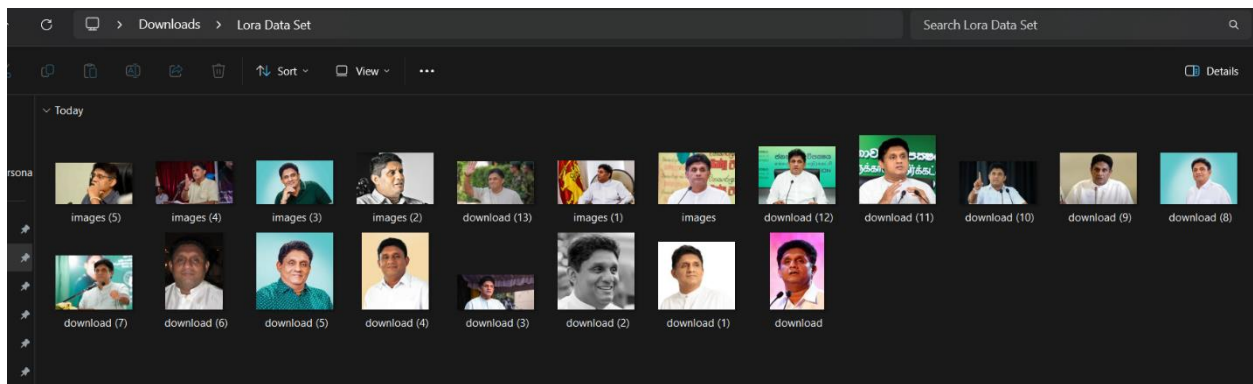 Downloads > Lora Data Set
Search Lora Data Set
Sort
View
...
Details
Today
rsona
images (5)
images (4)
images (3)
images (2)
download (13)
images (1)
images
download (12)
download (11)
download (10)
download (9)
download (8)
download (7)
download (6)
download (5)
download (4)
download (3)
download (2)
download (1)
download